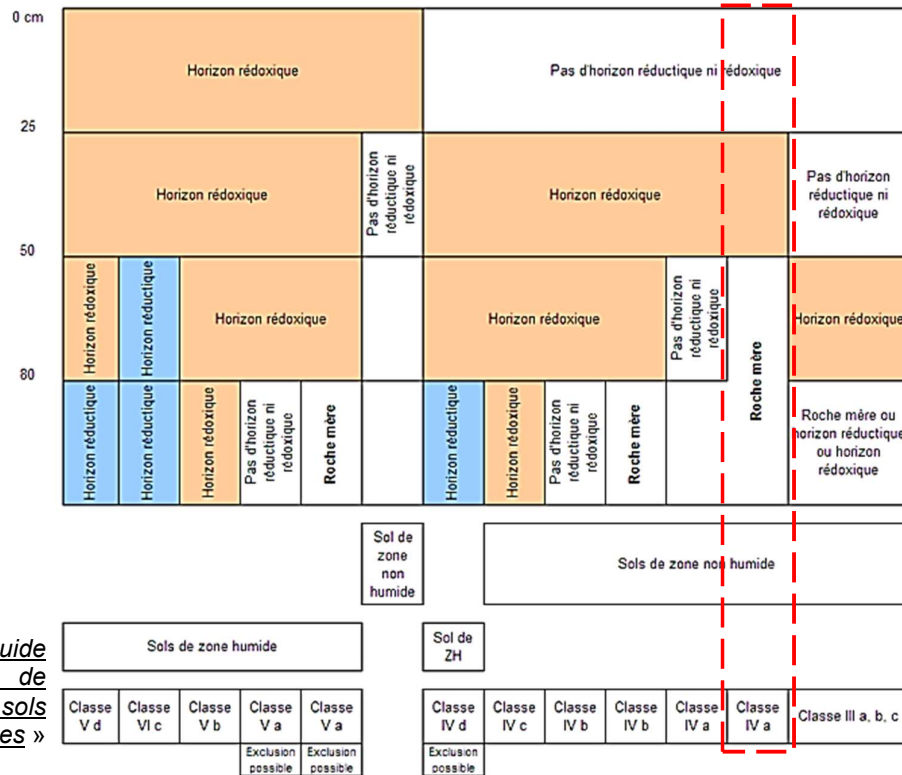 0 cm
Horizon rédoxique
Pas d'horizon réductique ni rédoxique
25
Horizon rédoxique
Pas d'horizon
réductique ni
rédoxique
Horizon rédoxique
Pas d'horizon
réductique ni
rédoxique
50
Horizon rédoxique
Horizon réductique
Horizon rédoxique
Horizon rédoxique
Pas d'horizon
réductique ni
rédoxique
Roche mère
Horizon rédoxique
80
Horizon réductique
Horizon réductique
Horizon rédoxique
Pas d'horizon
réductique ni
rédoxique
Roche mère
Horizon réductique
Horizon rédoxique
Pas d'horizon
réductique ni
rédoxique
Roche mère
Roche mère ou
horizon réductique
ou horizon
rédoxique
Sol de
zone
non
humide
Sols de zone non humide
Sols de zone humide
Sol de
ZH
uide
de
sols
es »
Classe
V d
Classe
VI c
Classe
V b
Classe
V a
Classe
V a
Classe
IV d
Classe
IV c
Classe
IV b
Classe
IV b
Classe
IV a
Classe
IV a
Classe III a, b, c
Exclusion
possible
Exclusion
possible
Exclusion
possible